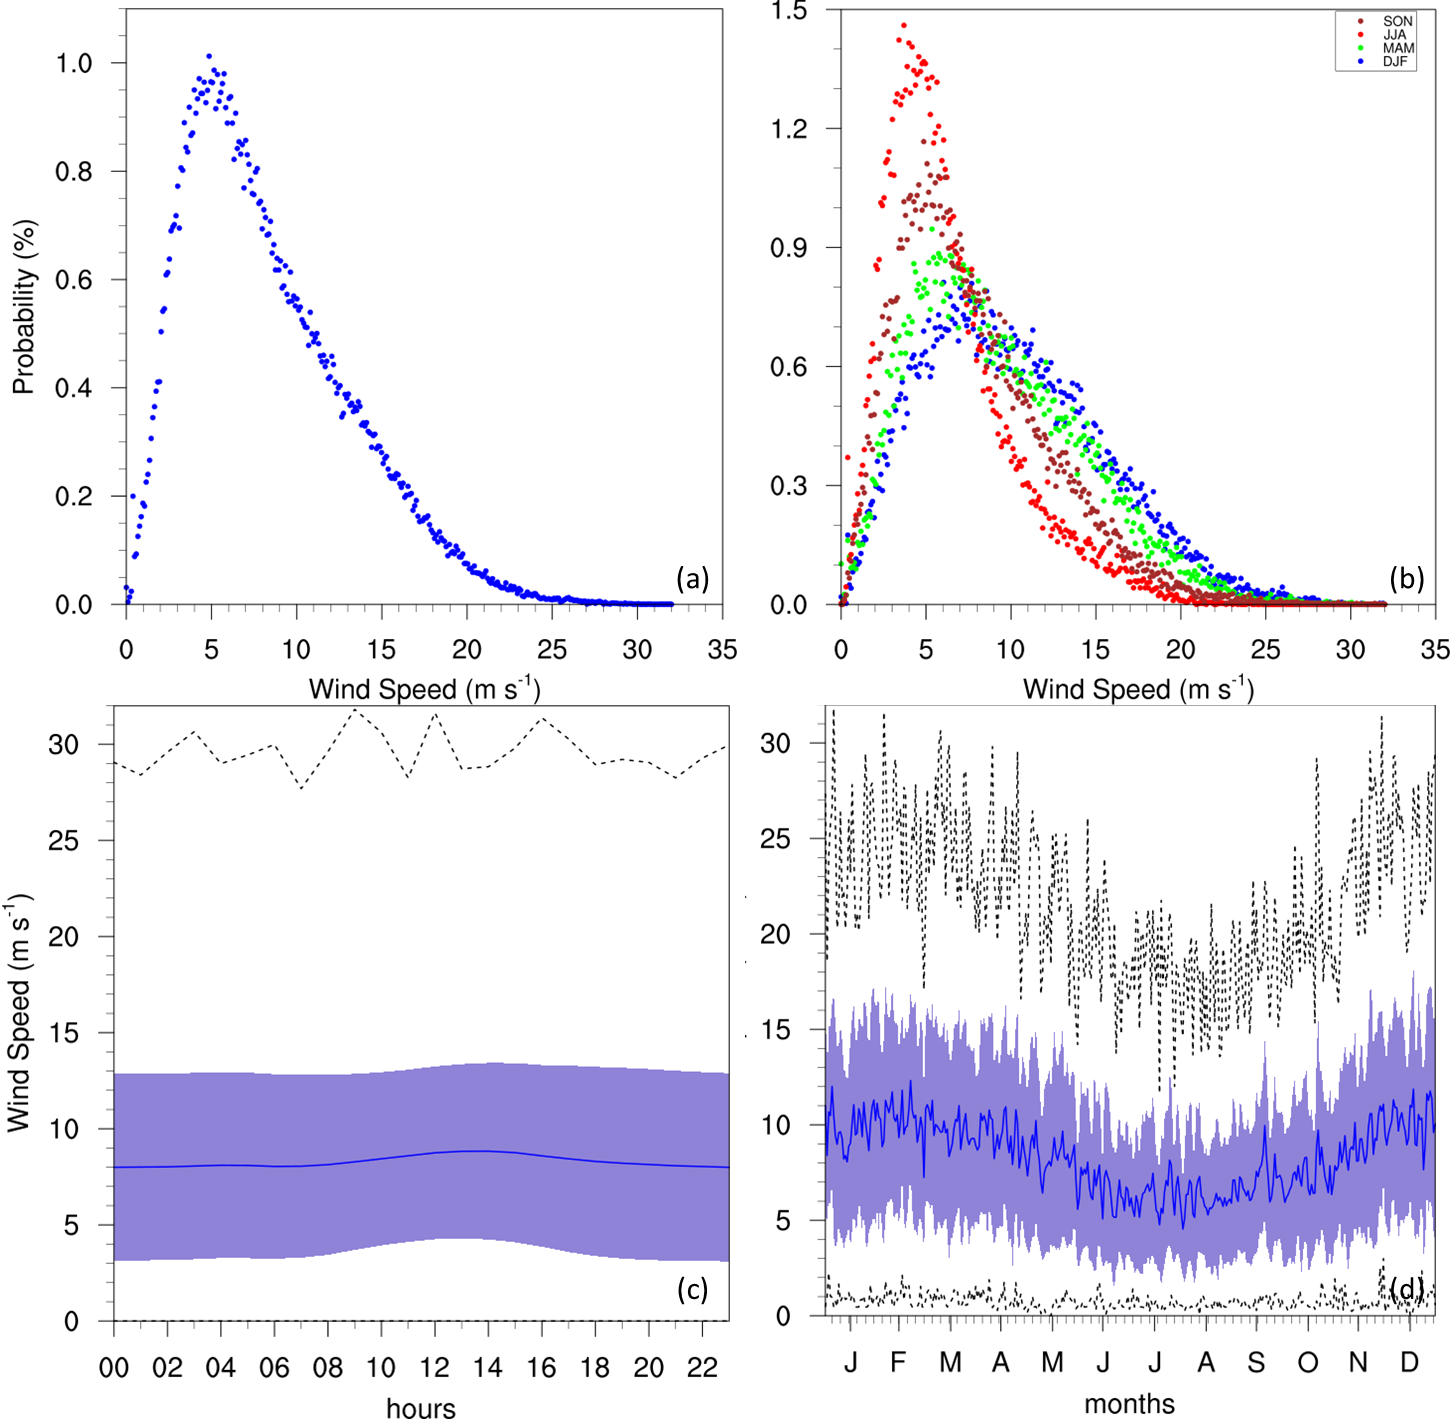 1.0
0.8
0.6
0.4
0.2
0.0
Probability (%)
0 5 10 15 20 25 30 35
Wind Speed (m s-1)
(a)
1.5
1.2
0.9
0.6
0.3
0.0
SON
JJA
MAM
DJF
0 5 10 15 20 25 30 35
Wind Speed (m s-1)
(b)
30
25
20
15
10
5
0
Wind Speed (m s-1)
00 02 04 06 08 10 12 14 16 18 20 22
hours
(c)
30
25
20
15
10
5
0
J F M A M J J A S O N D
months
(d)